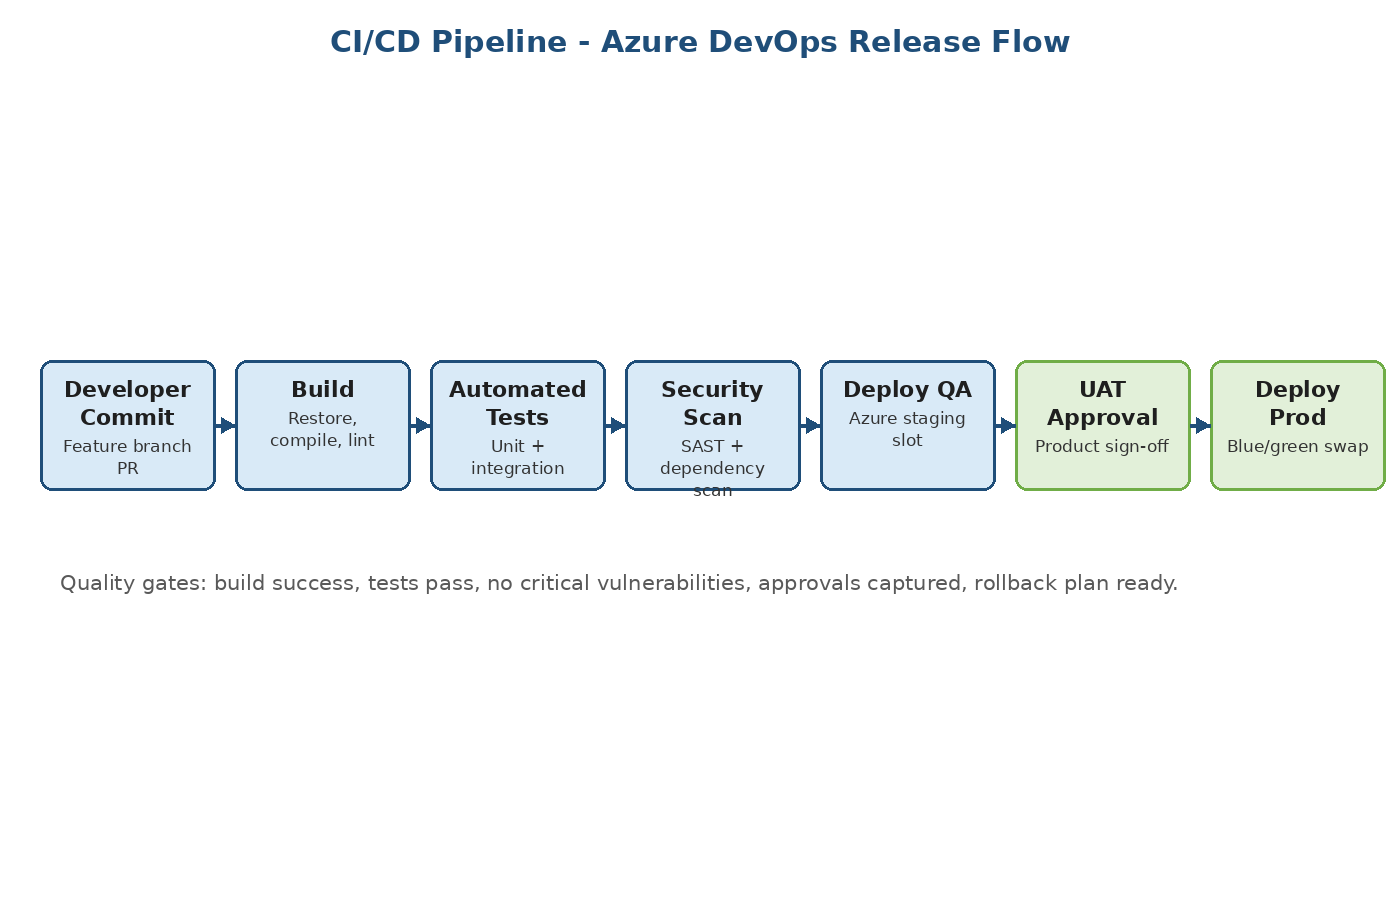 CI/CD Pipeline - Azure DevOps Release Flow
Developer
Commit
Feature branch
PR
Build
Restore,
compile, lint
Automated
Tests
Unit +
integration
Security
Scan
SAST +
dependency
scan
Deploy QA
Azure staging
slot
UAT
Approval
Product sign-off
Deploy
Prod
Blue/green swap
Quality gates: build success, tests pass, no critical vulnerabilities, approvals captured, rollback plan ready.